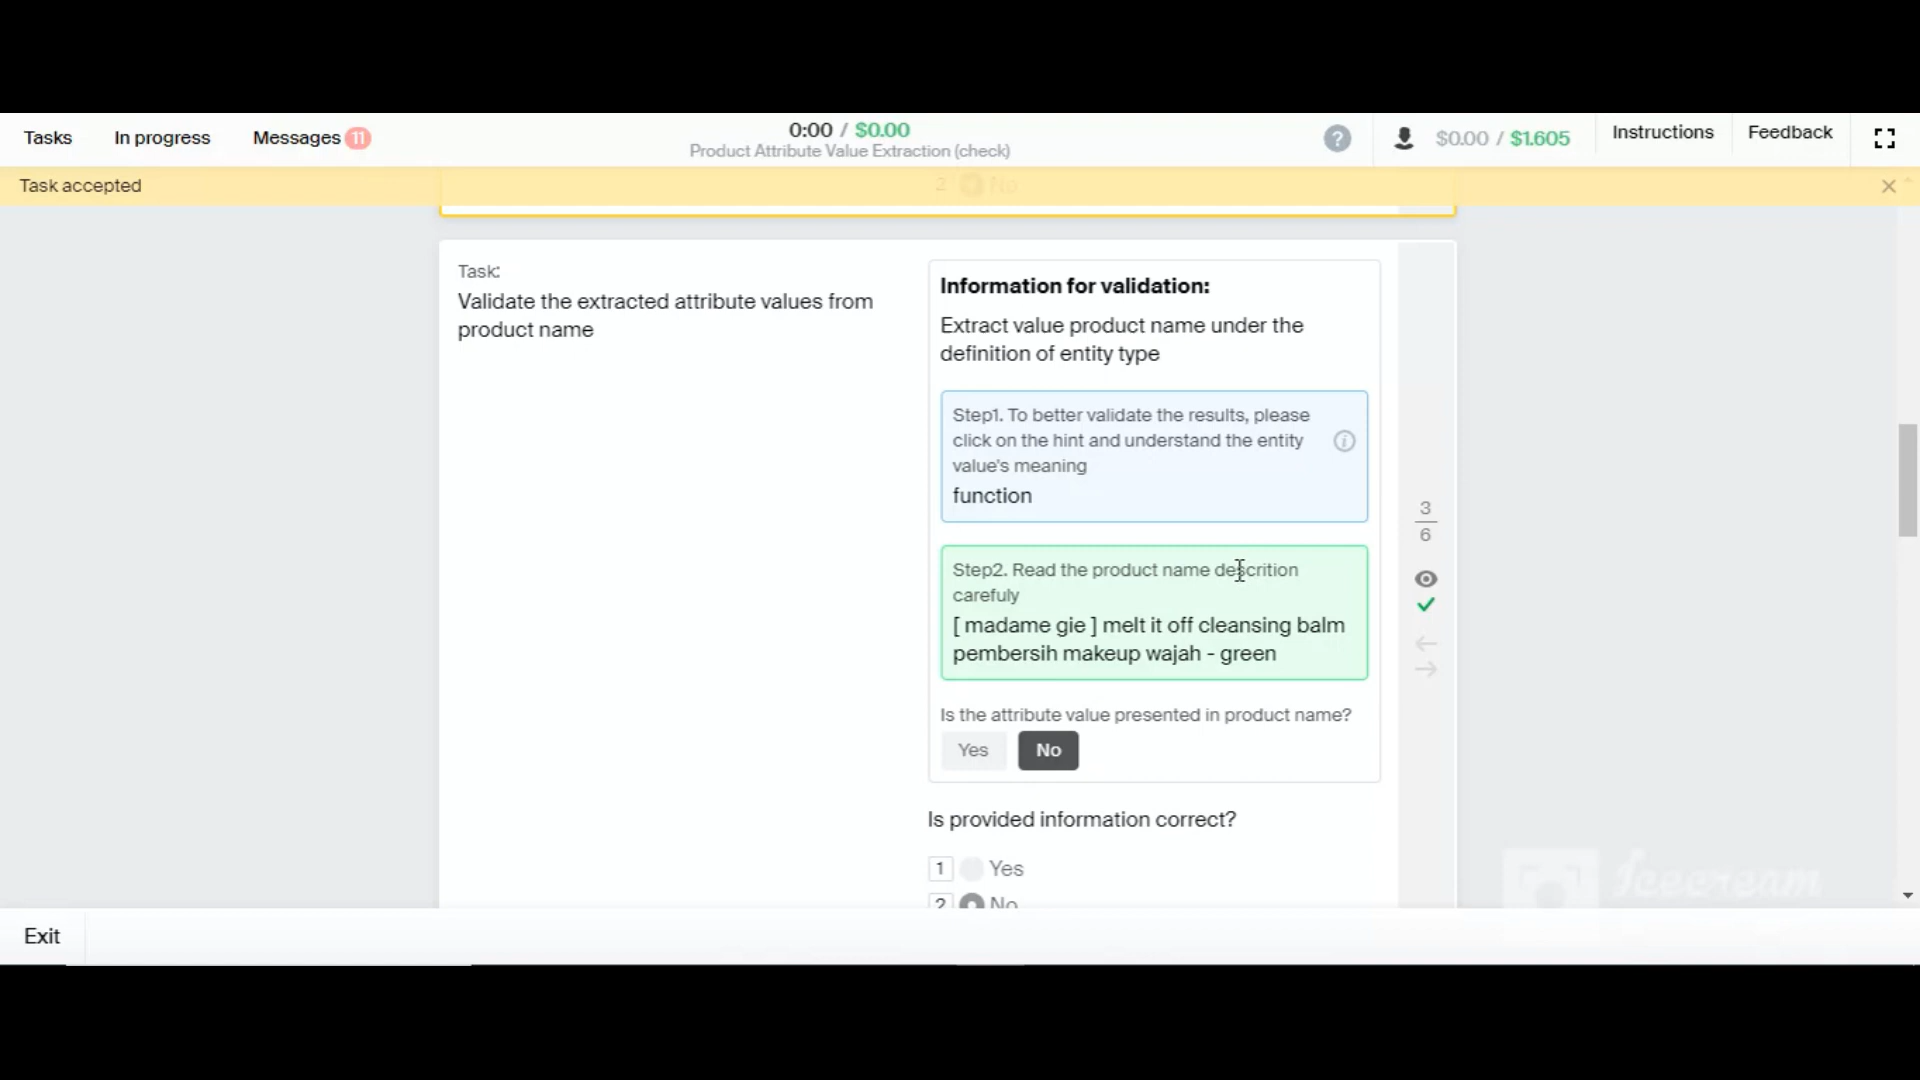 Tasks
In progress
Messages 11
0:00 / $0.00
Product Attribute Value Extraction (check)
?
$0.00 / $1.605
Instructions
Feedback
Task accepted
2 No
Task:
Validate the extracted attribute values from
product name
Information for validation:
Extract value product name under the
definition of entity type
Step1. To better validate the results, please
click on the hint and understand the entity
value's meaning
function
Step2. Read the product name descrition
carefuly
[ madame gie ] melt it off cleansing balm
pembersih makeup wajah - green
Is the attribute value presented in product name?
Yes No
Is provided information correct?
1 Yes
2 No
3
6
Icecream
Exit